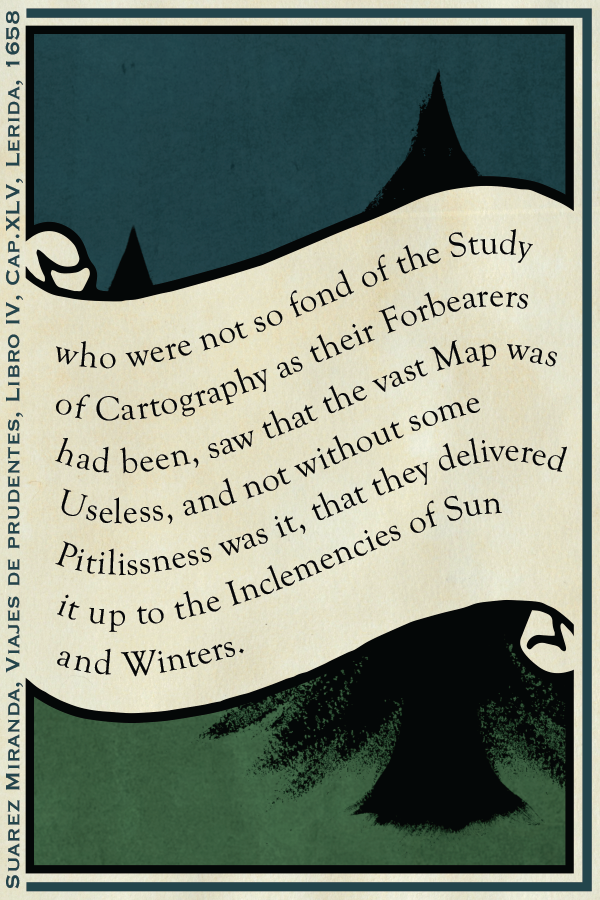 SUAREZ MIRANDA, VIAJES DE PRUDENTES, LIBRO IV, CAP.XLV, LERIDA, 1658
who were not so fond of the Study
of Cartography as their Forbearers
had been, saw that the vast Map was
Useless, and not without some
Pitilissness was it, that they delivered
it up to the Inclemencies of Sun
and Winters.